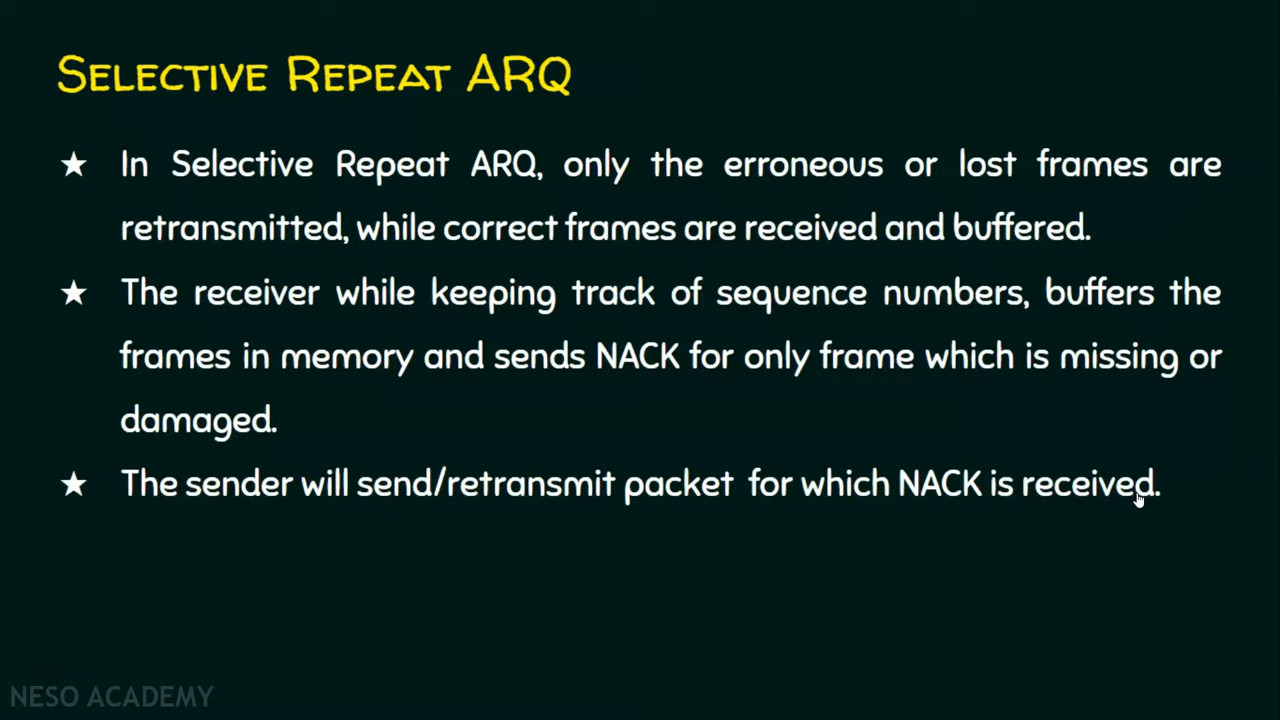 SELECTIVE REPEAT ARQ
★ In Selective Repeat ARQ, only the erroneous or lost frames are
retransmitted, while correct frames are received and buffered.
★ The receiver while keeping track of sequence numbers, buffers the
frames in memory and sends NACK for only frame which is missing or
damaged.
★ The sender will send/retransmit packet for which NACK is received.
NESO ACADEMY